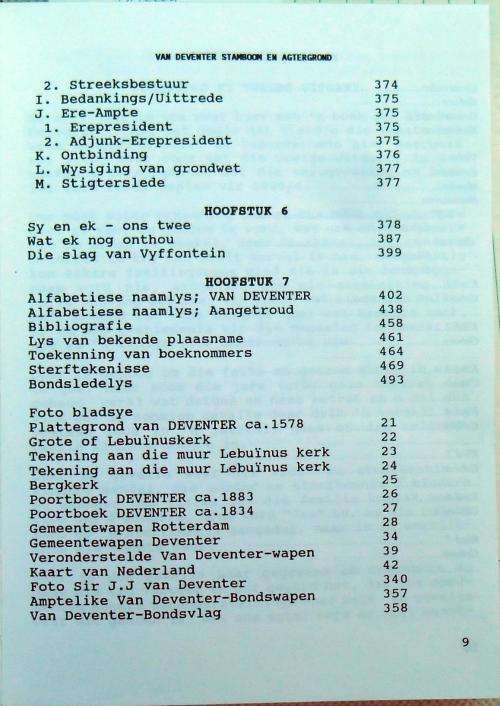 VAN DEVENTER STAMBOOM EN AGTERGROND
2. Streeksbestuur 374
I. Bedankings/Uittrede 375
J. Ere-Ampte 375
1. Erepresident 375
2. Adjunk-Erepresident 375
K. Ontbinding 376
L. Wysiging van grondwet 377
M. Stigterslede 377
HOOFSTUK 6
Sy en ek - ons twee 378
Wat ek nog onthou 387
Die slag van Vyffontein 399
HOOFSTUK 7
Alfabetiese naamlys; VAN DEVENTER 402
Alfabetiese naamlys; Aangetroud 438
Bibliografie 458
Lys van bekende plaasname 461
Toekenning van boeknommers 464
Sterftekenisse 469
Bondsledelys 493
Foto bladsye
Plattegrond van DEVENTER ca.1578 21
Grote of Lebuïnuskerk 22
Tekening aan die muur Lebuïnus kerk 23
Tekening aan die muur Lebuïnus kerk 24
Bergkerk 25
Poortboek DEVENTER ca.1883 26
Poortboek DEVENTER ca.1834 27
Gemeentewapen Rotterdam 28
Gemeentewapen Deventer 34
Veronderstelde Van Deventer-wapen 39
Kaart van Nederland 42
Foto Sir J.J van Deventer 340
Amptelike Van Deventer-Bondswapen 357
Van Deventer-Bondsvlag 358
9